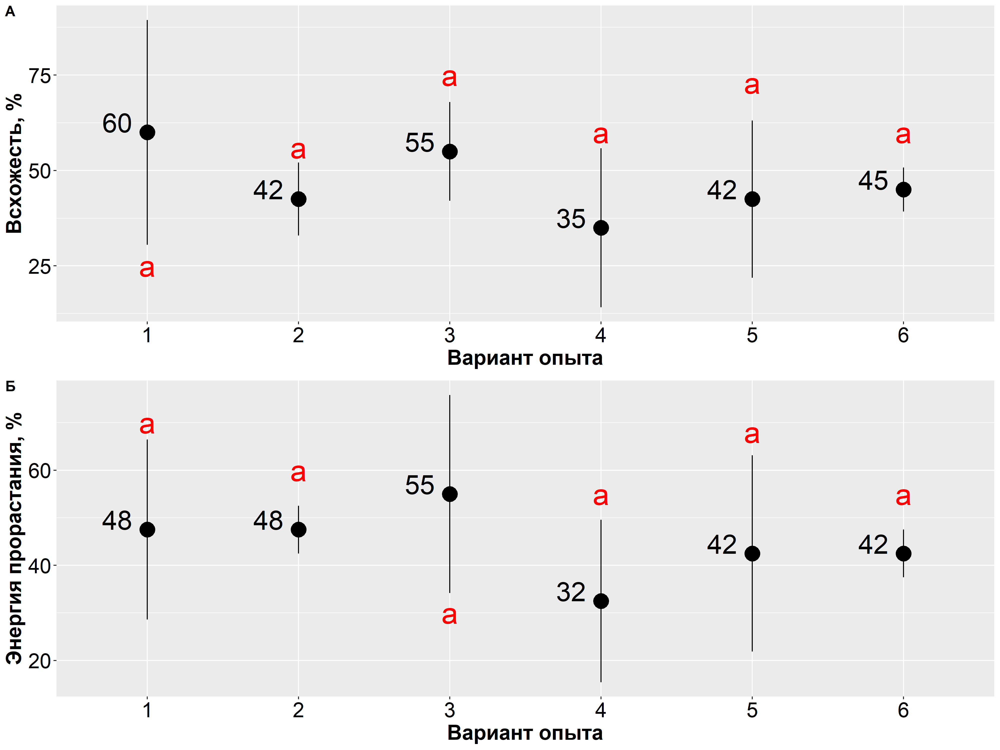 А
Всхожесть, %
75
50
25
60
a
42
a
55
a
35
a
42
a
45
a
1 2 3 4 5 6
Вариант опыта
Б
Энергия прорастания, %
60
40
20
48
a
48
a
55
a
32
a
42
a
42
a
1 2 3 4 5 6
Вариант опыта